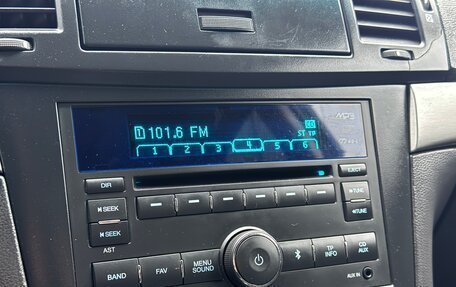 MP3
1 101.6 FM
ST TP
1 2 3 4 5 6
DIR
EJECT
SEEK
TUNE
SEEK
TUNE
AST
BAND
FAV
MENU
SOUND
TP
INFO
CD
AUX
AUX IN